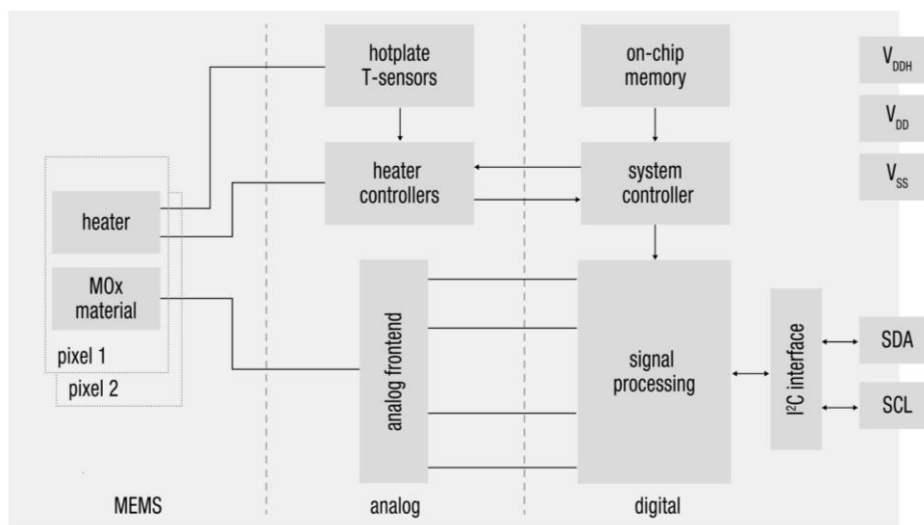 hotplate
T-sensors
on-chip
memory
V_DDH
V_DD
V_SS
heater
controllers
system
controller
heater
MOx
material
pixel 1
pixel 2
analog frontend
signal
processing
I²C interface
SDA
SCL
MEMS
analog
digital